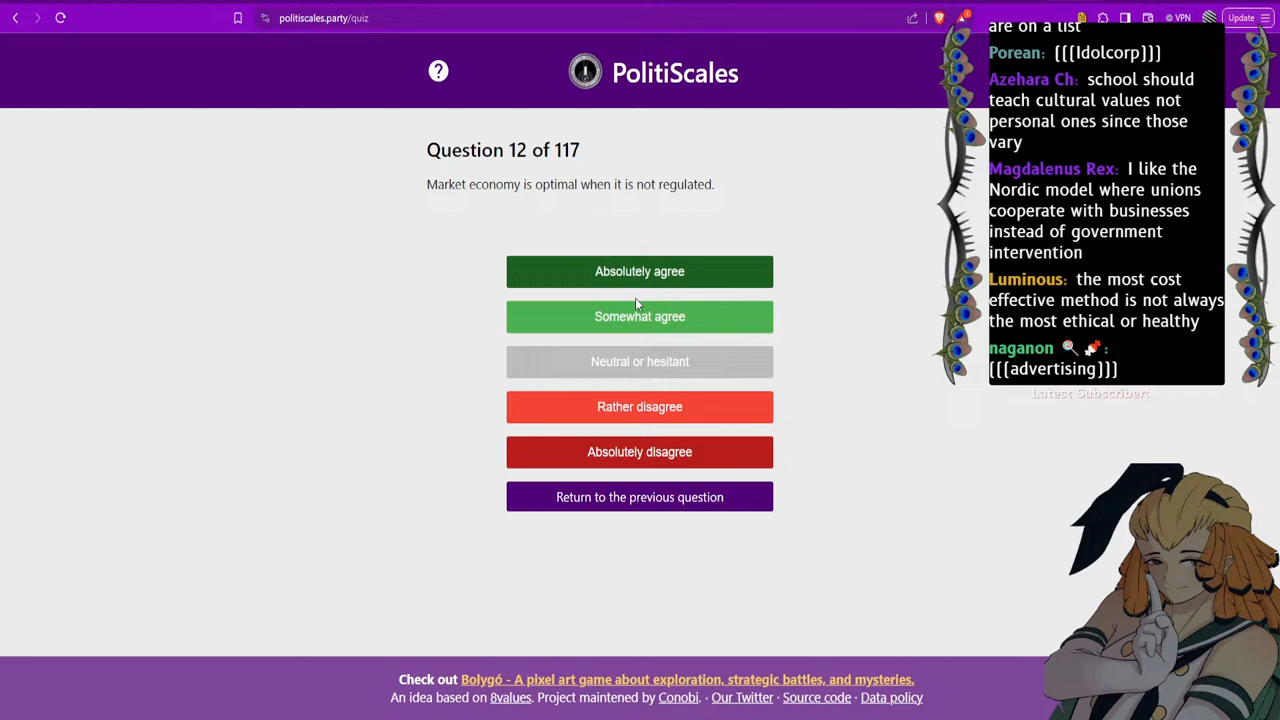 politiscales.party/quiz
VPN
Update
PolitiScales
Question 12 of 117
Market economy is optimal when it is not regulated.
Absolutely agree
Somewhat agree
Neutral or hesitant
Rather disagree
Absolutely disagree
Return to the previous question
are on a list
Porean: (((Idolcorp)))
Azehara Ch: school should
teach cultural values not
personal ones since those
vary
Magdalenus Rex: I like the
Nordic model where unions
cooperate with businesses
instead of government
intervention
Luminous: the most cost
effective method is not always
the most ethical or healthy
naganon 🍭 🍬 :
(((advertising)))
Latest Subscriber:
Check out Bolygó - A pixel art game about exploration, strategic battles, and mysteries.
An idea based on 8values. Project maintened by Conobi. · Our Twitter · Source code · Data policy